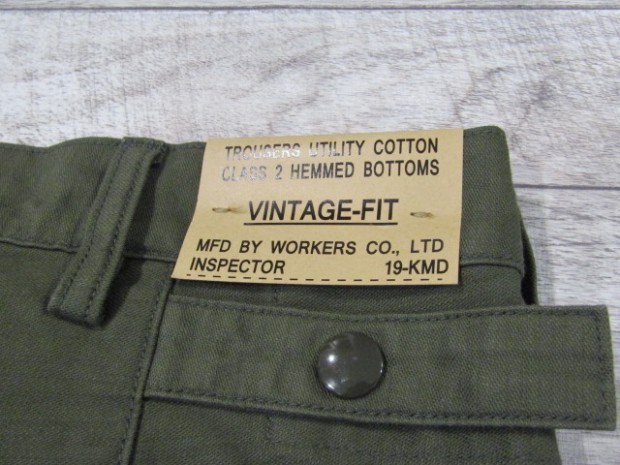 TROUSERS UTILITY COTTON
CLASS 2 HEMMED BOTTOMS
VINTAGE-FIT
MFD BY WORKERS CO., LTD
INSPECTOR 19-KMD